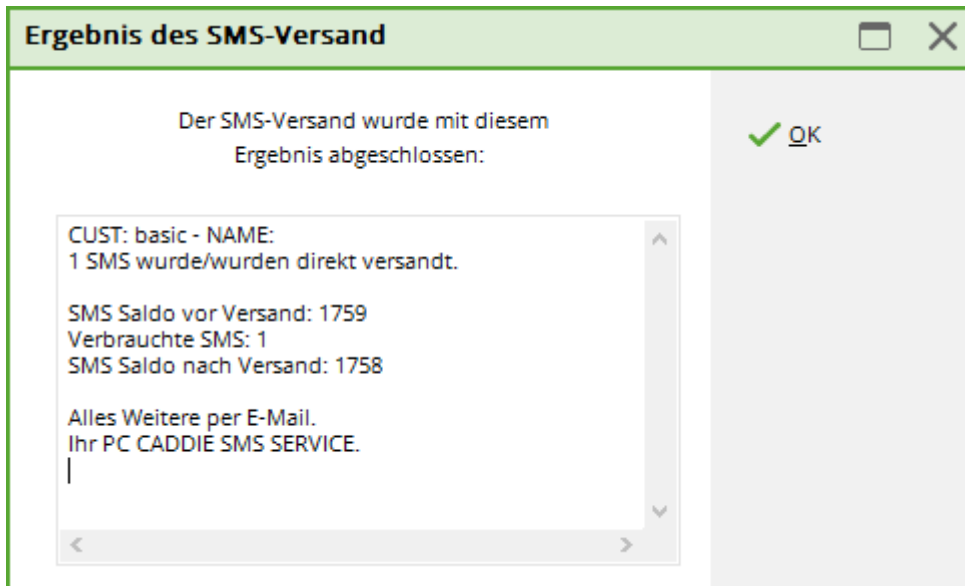 Ergebnis des SMS-Versand
Der SMS-Versand wurde mit diesem
Ergebnis abgeschlossen:
OK
CUST: basic - NAME:
1 SMS wurde/wurden direkt versandt.
SMS Saldo vor Versand: 1759
Verbrauchte SMS: 1
SMS Saldo nach Versand: 1758
Alles Weitere per E-Mail.
Ihr PC CADDIE SMS SERVICE.